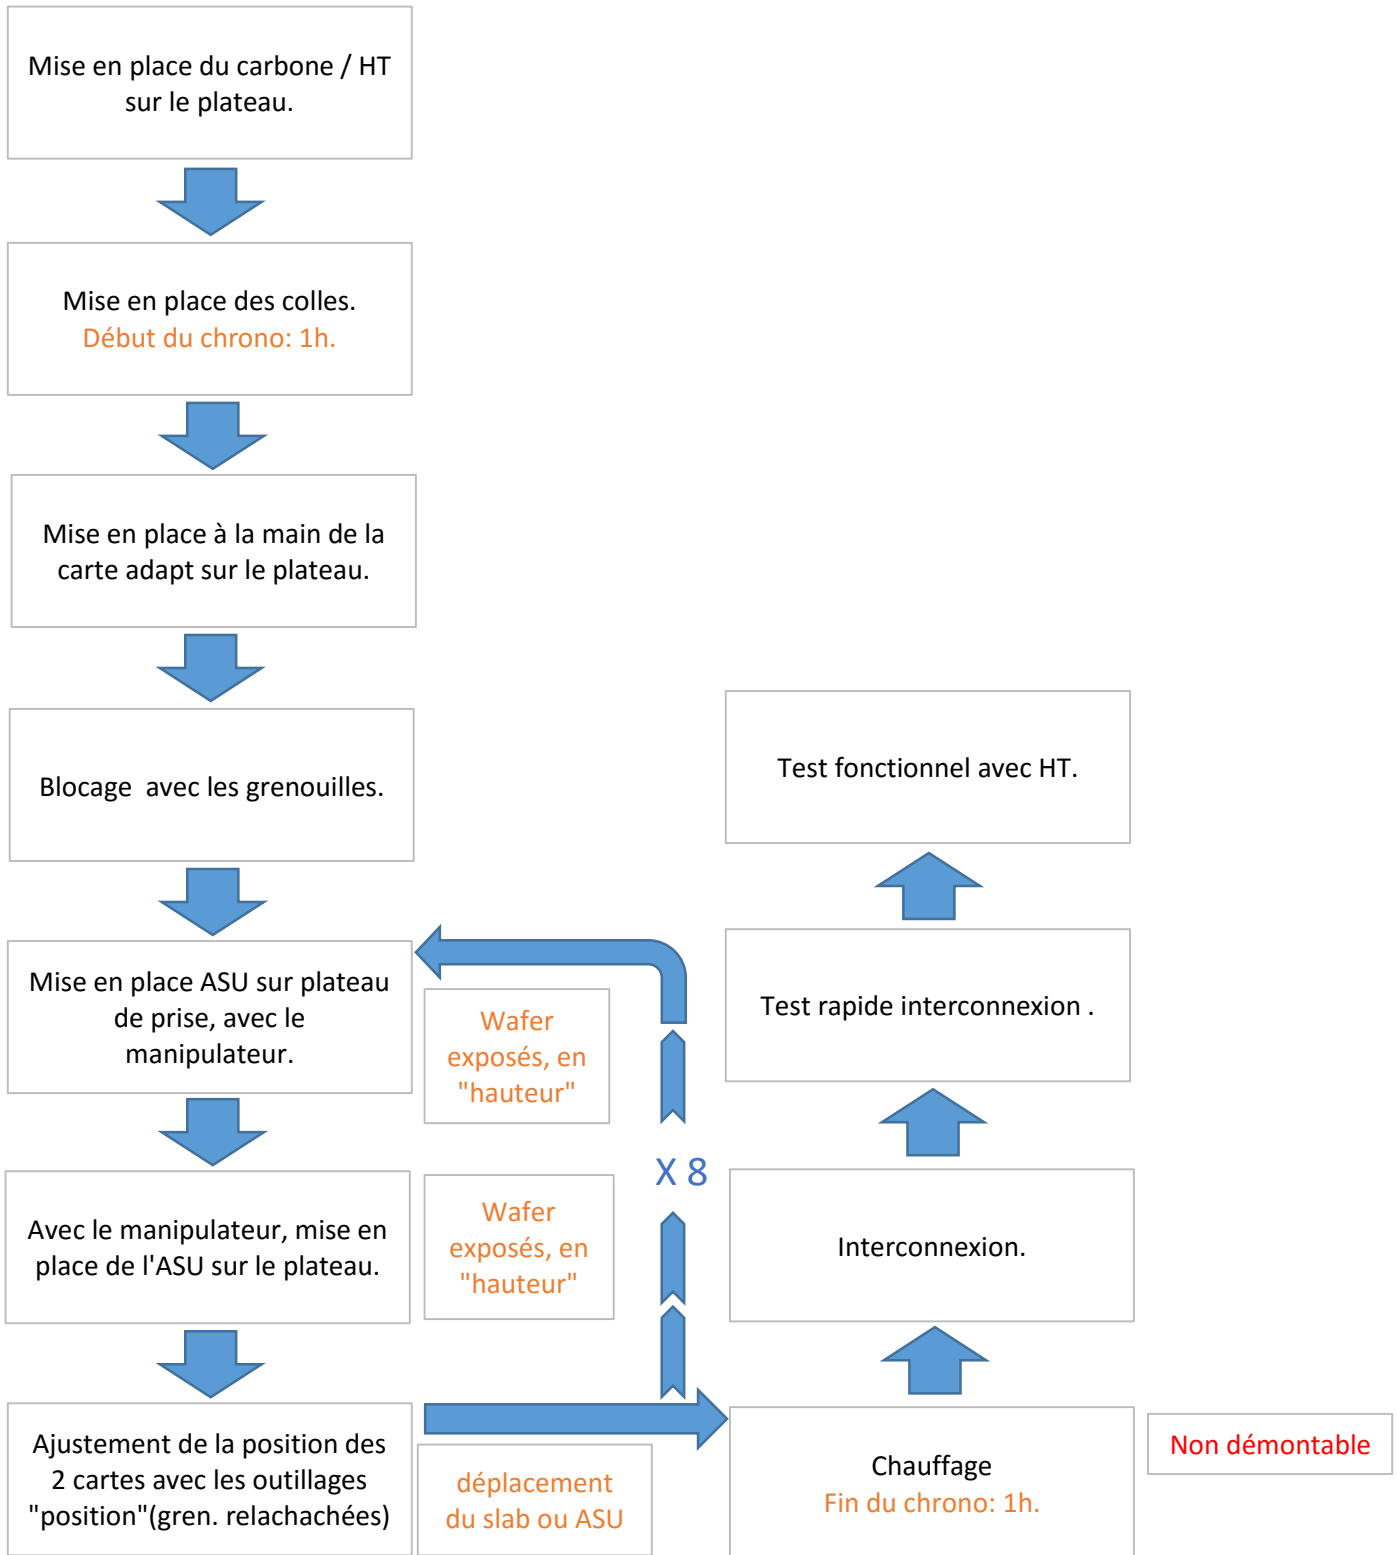 Mise en place du carbone / HT
sur le plateau.
Mise en place des colles.
Début du chrono: 1h.
Mise en place à la main de la
carte adapt sur le plateau.
Blocage  avec les grenouilles.
Mise en place ASU sur plateau
de prise, avec le
manipulateur.
Wafer
exposés, en
"hauteur"
Avec le manipulateur, mise en
place de l'ASU sur le plateau.
Wafer
exposés, en
"hauteur"
X 8
Ajustement de la position des
2 cartes avec les outillages
"position"(gren. relachachées)
déplacement
du slab ou ASU
Chauffage
Fin du chrono: 1h.
Non démontable
Interconnexion.
Test rapide interconnexion .
Test fonctionnel avec HT.